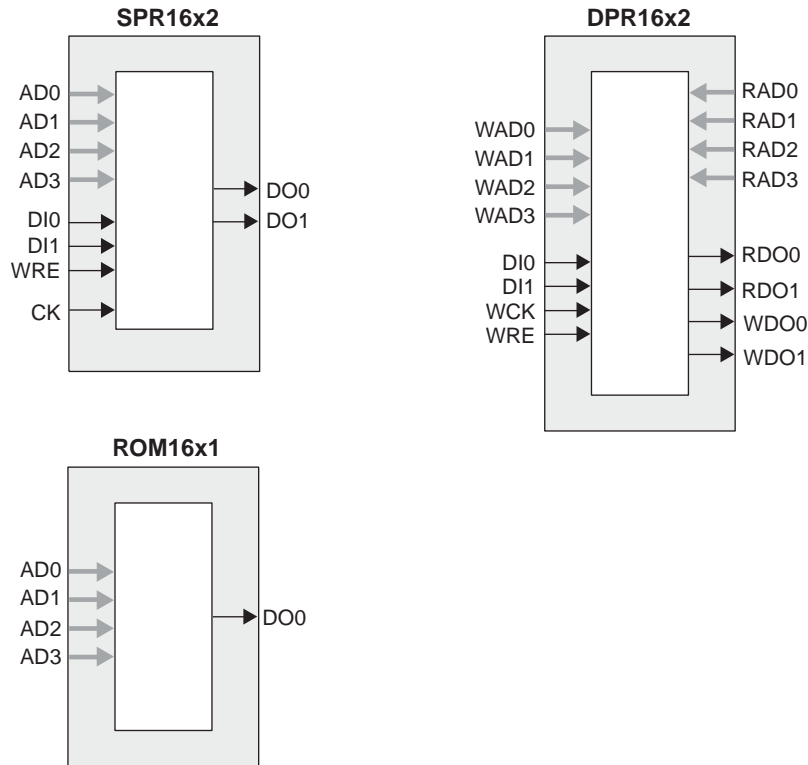 SPR16x2
AD0
AD1
AD2
AD3
DI0
DI1
WRE
CK
DO0
DO1
DPR16x2
WAD0
WAD1
WAD2
WAD3
DI0
DI1
WCK
WRE
RAD0
RAD1
RAD2
RAD3
RDO0
RDO1
WDO0
WDO1
ROM16x1
AD0
AD1
AD2
AD3
DO0